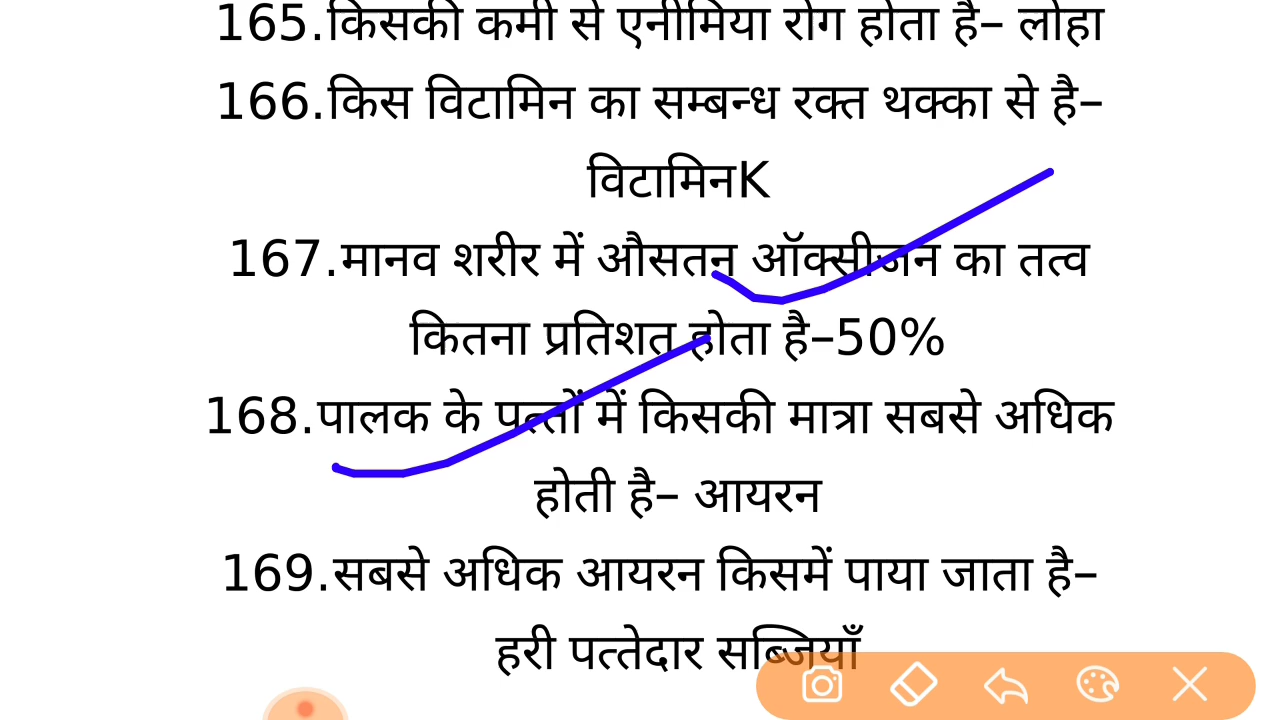 165.किसकी कमी से एनीमिया रोग होता है– लोहा
166.किस विटामिन का सम्बन्ध रक्त थक्का से है–
विटामिनK
167.मानव शरीर में औसतन ऑक्सीजन का तत्व
कितना प्रतिशत होता है–50%
168.पालक के पत्तों में किसकी मात्रा सबसे अधिक
होती है– आयरन
169.सबसे अधिक आयरन किसमें पाया जाता है–
हरी पत्तेदार सब्जियाँ